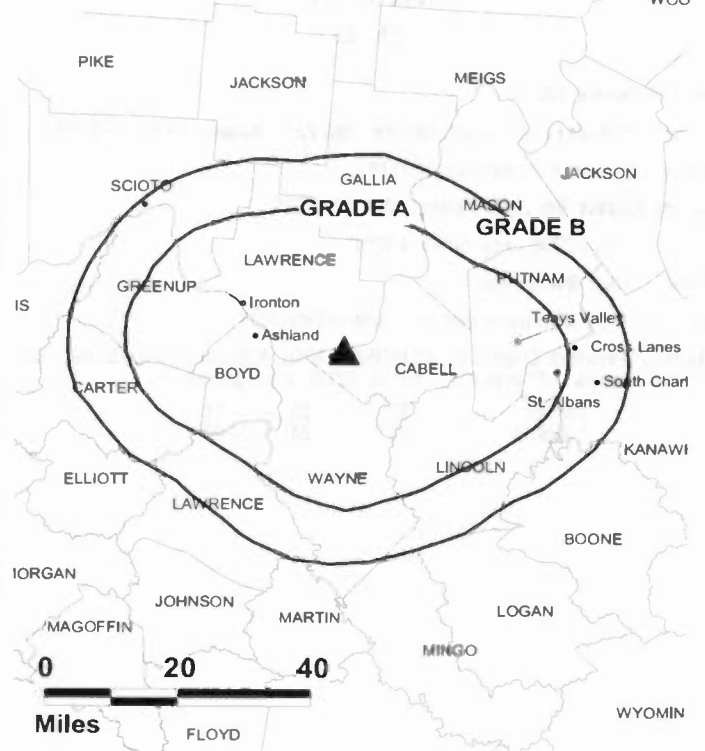 PIKE
JACKSON
MEIGS
JACKSON
SCIOTO
GALLIA
MASON
GRADE A
GRADE B
LAWRENCE
PUTNAM
GREENUP
IS
Ironton
Teays Valley
Ashland
Cross Lanes
BOYD
CABELL
South Charl
CARTER
St. Albans
KANAWI
LINCOLN
ELLIOTT
WAYNE
LAWRENCE
BOONE
IORGAN
JOHNSON
MARTIN
LOGAN
MAGOFFIN
MINGO
0 20 40
Miles
WYOMIN
FLOYD